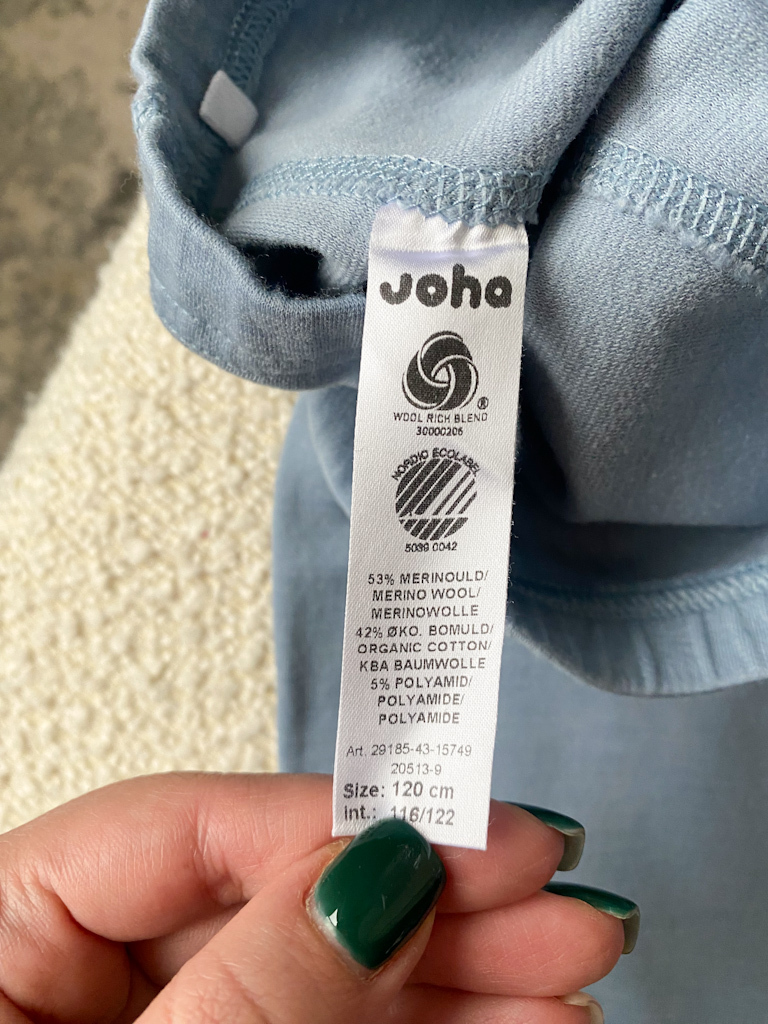 Joha
®
WOOL RICH BLEND
30000206
NORDIC ECOLABEL
5039 0042
53% MERINOULD/
MERINO WOOL/
MERINOWOLLE
42% ØKO. BOMULD/
ORGANIC COTTON/
KBA BAUMWOLLE
5% POLYAMID/
POLYAMIDE/
POLYAMIDE
Art. 29185-43-15749
20513-9
Size: 120 cm
Int.: 116/122